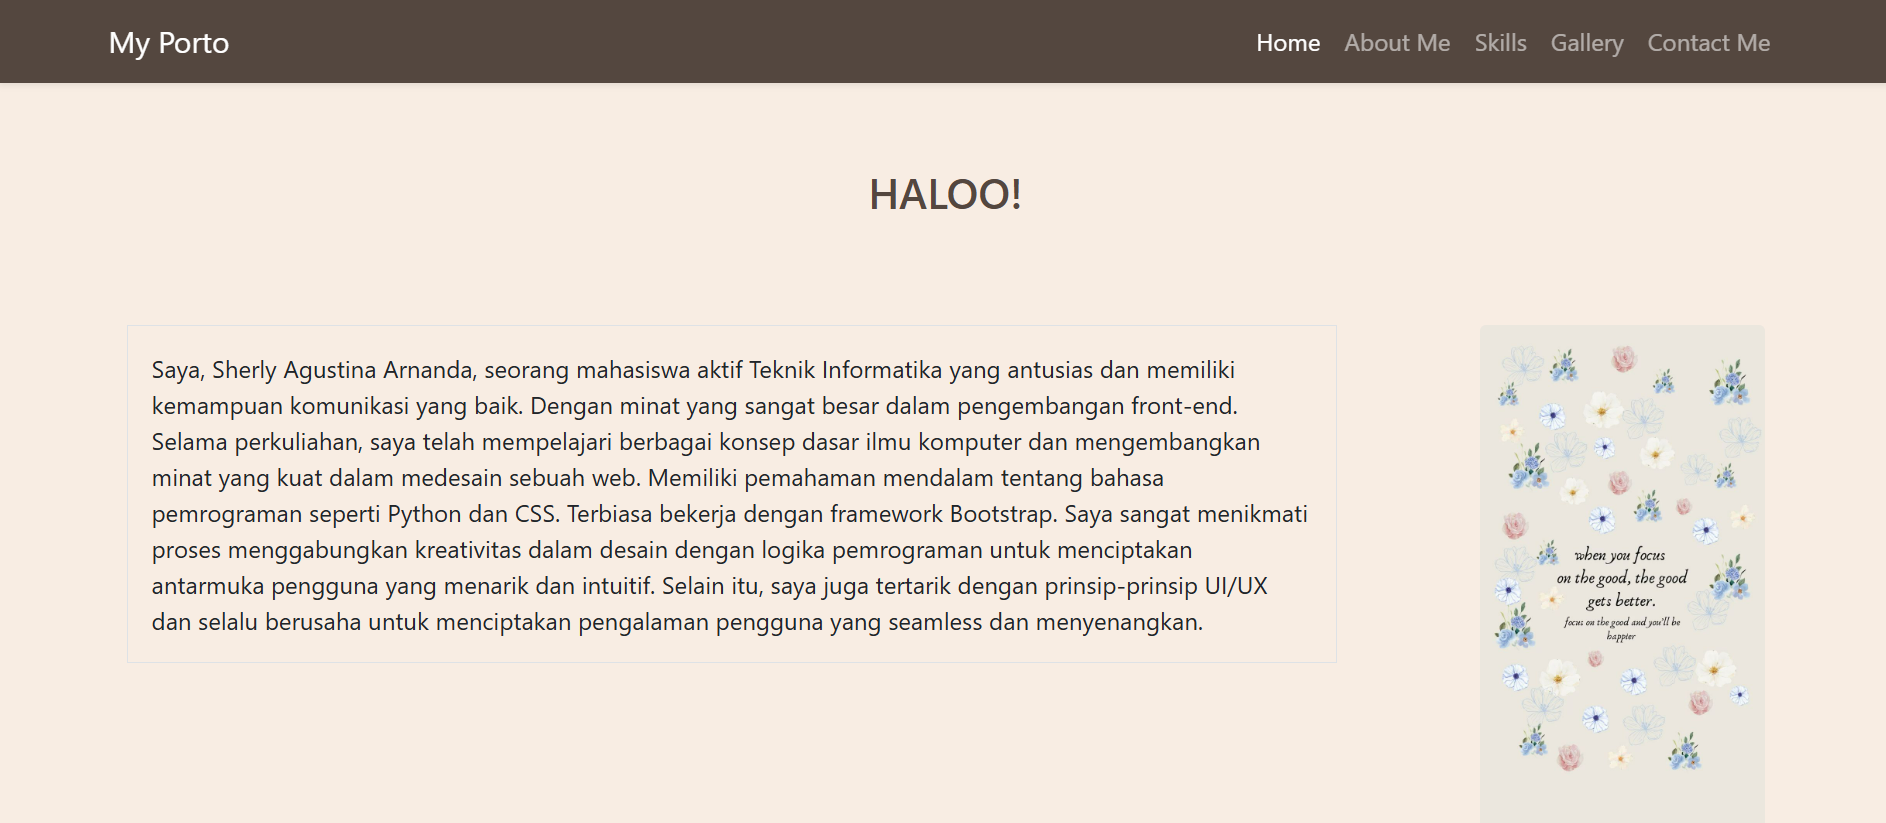 My Porto
Home About Me Skills Gallery Contact Me
HALOO!
Saya, Sherly Agustina Arnanda, seorang mahasiswa aktif Teknik Informatika yang antusias dan memiliki
kemampuan komunikasi yang baik. Dengan minat yang sangat besar dalam pengembangan front-end.
Selama perkuliahan, saya telah mempelajari berbagai konsep dasar ilmu komputer dan mengembangkan
minat yang kuat dalam medesain sebuah web. Memiliki pemahaman mendalam tentang bahasa
pemrograman seperti Python dan CSS. Terbiasa bekerja dengan framework Bootstrap. Saya sangat menikmati
proses menggabungkan kreativitas dalam desain dengan logika pemrograman untuk menciptakan
antarmuka pengguna yang menarik dan intuitif. Selain itu, saya juga tertarik dengan prinsip-prinsip UI/UX
dan selalu berusaha untuk menciptakan pengalaman pengguna yang seamless dan menyenangkan.
when you focus
on the good, the good
gets better.
focus on the good and you'll be
happier